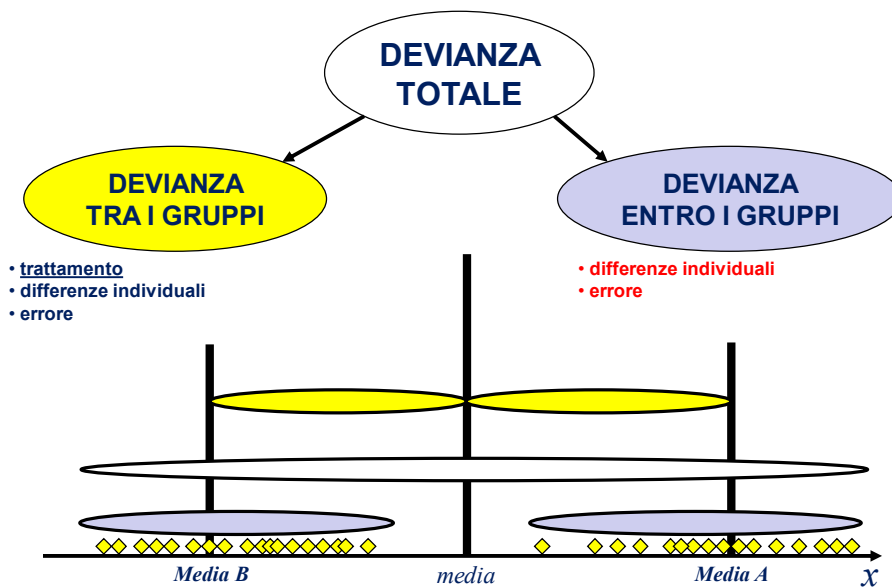 DEVIANZA
TOTALE
DEVIANZA
TRA I GRUPPI
DEVIANZA
ENTRO I GRUPPI
• trattamento
• differenze individuali
• errore
• differenze individuali
• errore
Media B
media
Media A
x